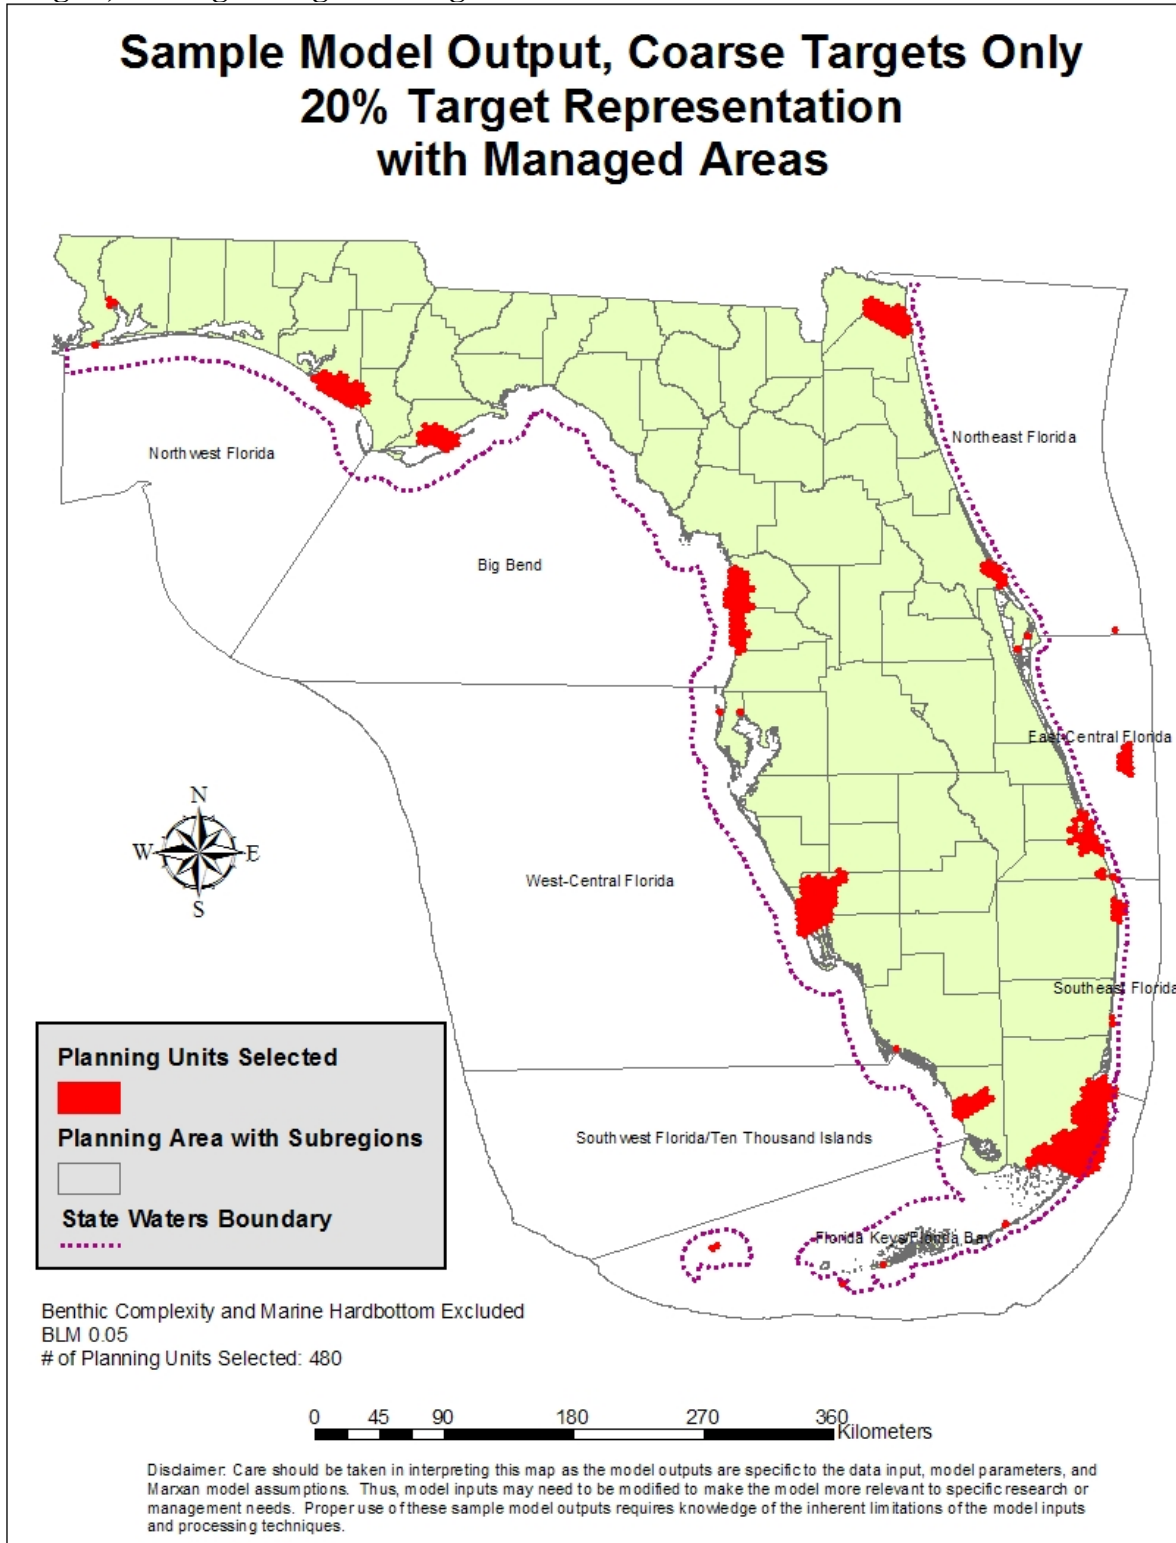 Sample Model Output, Coarse Targets Only
20% Target Representation
with Managed Areas
Northwest Florida
Northeast Florida
Big Bend
East-Central Florida
N
W E
S
West-Central Florida
Southeast Florida
Planning Units Selected
Planning Area with Subregions
State Waters Boundary
Southwest Florida/Ten Thousand Islands
Florida Keys/Florida Bay
Benthic Complexity and Marine Hardbottom Excluded
BLM 0.05
# of Planning Units Selected: 480
0 45 90 180 270 360
Kilometers
Disclaimer: Care should be taken in interpreting this map as the model outputs are specific to the data input, model parameters, and
Marxan model assumptions. Thus, model inputs may need to be modified to make the model more relevant to specific research or
management needs. Proper use of these sample model outputs requires knowledge of the inherent limitations of the model inputs
and processing techniques.